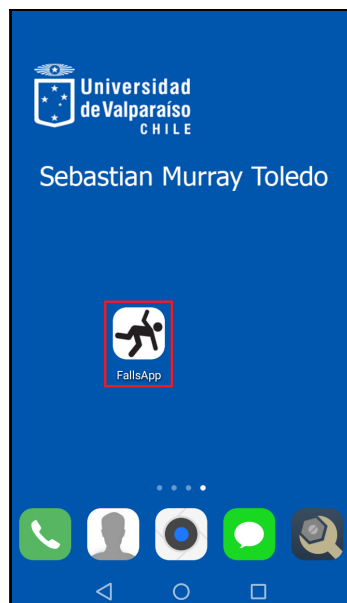 Universidad
de Valparaíso
CHILE
Sebastian Murray Toledo
FallsApp